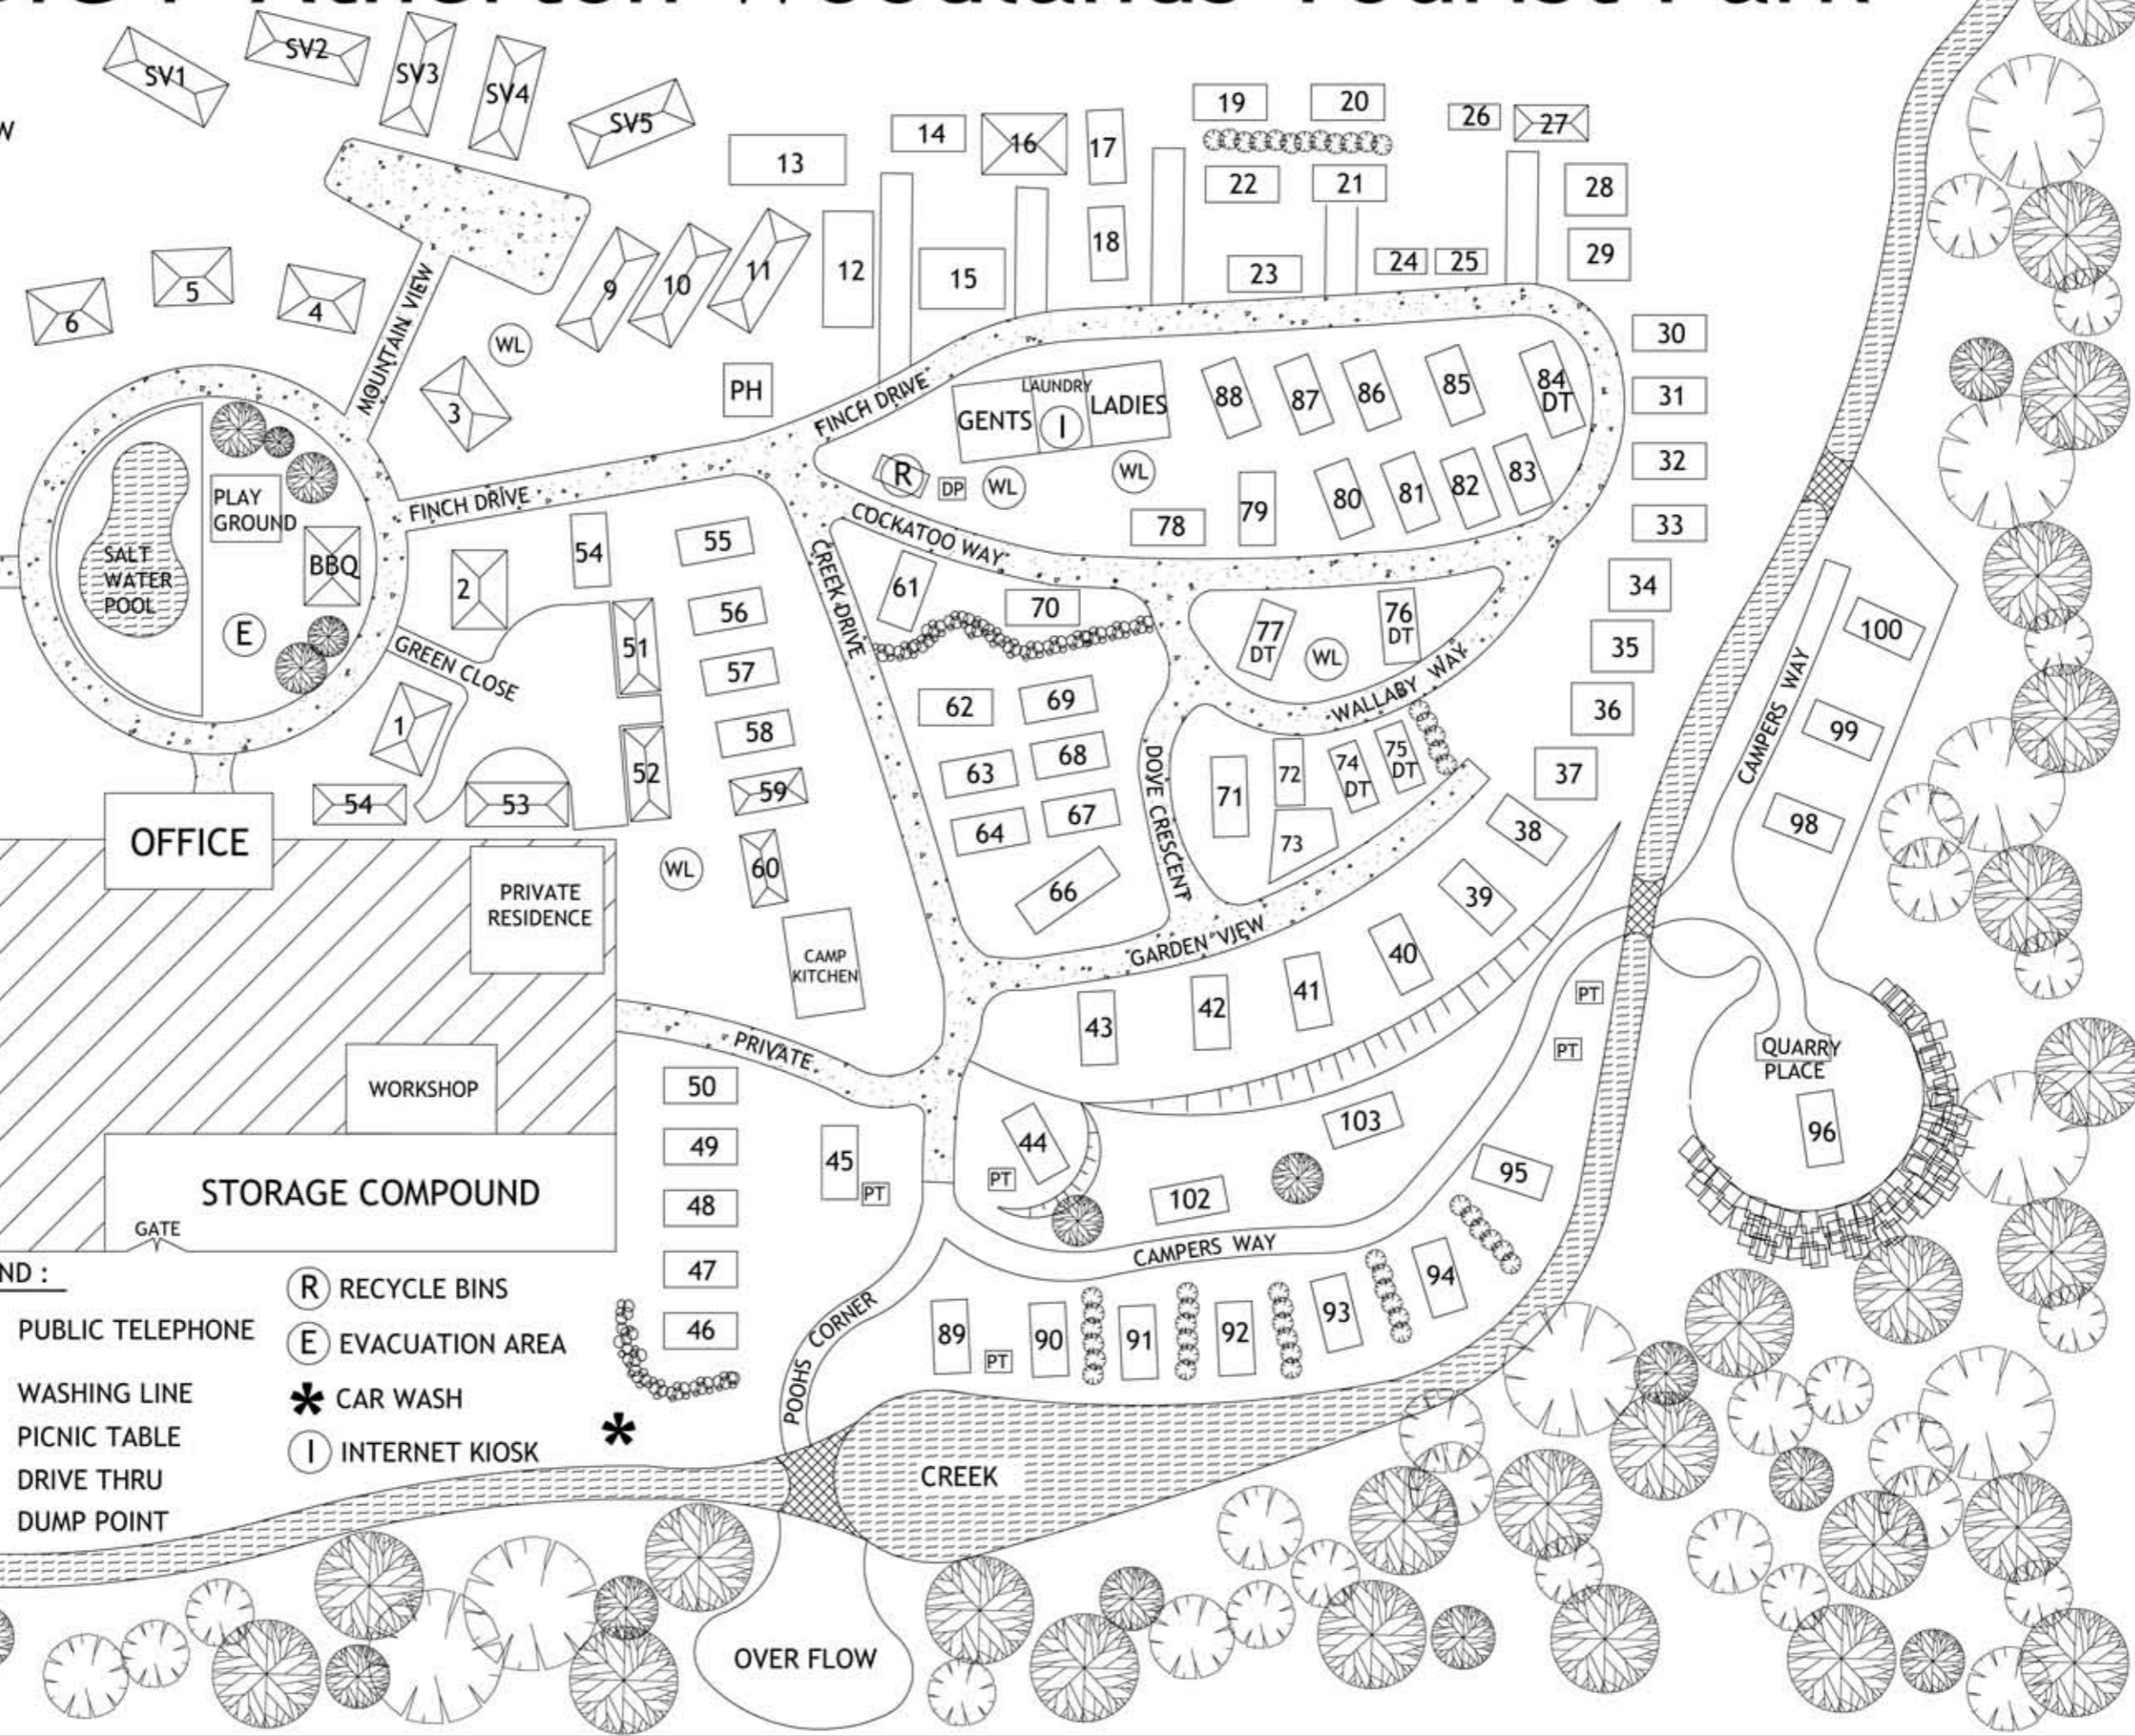 Atherton Woodlands Tourist Park
SV1
SV2
SV3
SV4
SV5
W
13
14
16
17
19
20
26
27
22
21
28
18
15
12
11
10
9
23
24
25
29
6
5
4
3
WL
MOUNTAIN VIEW
PH
FINCH DRIVE
GENTS
LAUNDRY
I
LADIES
88
87
86
85
84
DT
30
31
32
33
34
35
36
37
R
DP
WL
WL
78
79
80
81
82
83
PLAY
GROUND
SALT
WATER
POOL
BBQ
E
FINCH DRIVE
2
54
55
56
57
58
59
60
51
52
GREEN CLOSE
1
54
53
WL
CAMP
KITCHEN
CREEK DRIVE
COCKATOO WAY
61
70
62
69
63
68
64
67
66
DOVE CRESCENT
77
DT
WL
76
DT
WALLABY WAY
71
72
74
DT
75
DT
73
GARDEN VIEW
38
39
40
41
42
43
CAMPERS WAY
100
99
98
PT
PT
QUARRY
PLACE
96
OFFICE
PRIVATE
RESIDENCE
WORKSHOP
STORAGE COMPOUND
GATE
PRIVATE
50
49
48
47
46
45
PT
44
PT
102
103
95
CAMPERS WAY
POOHS CORNER
89
PT
90
91
92
93
94
CREEK
OVER FLOW
ND :
PUBLIC TELEPHONE
WASHING LINE
PICNIC TABLE
DRIVE THRU
DUMP POINT
R RECYCLE BINS
E EVACUATION AREA
* CAR WASH
I INTERNET KIOSK
*